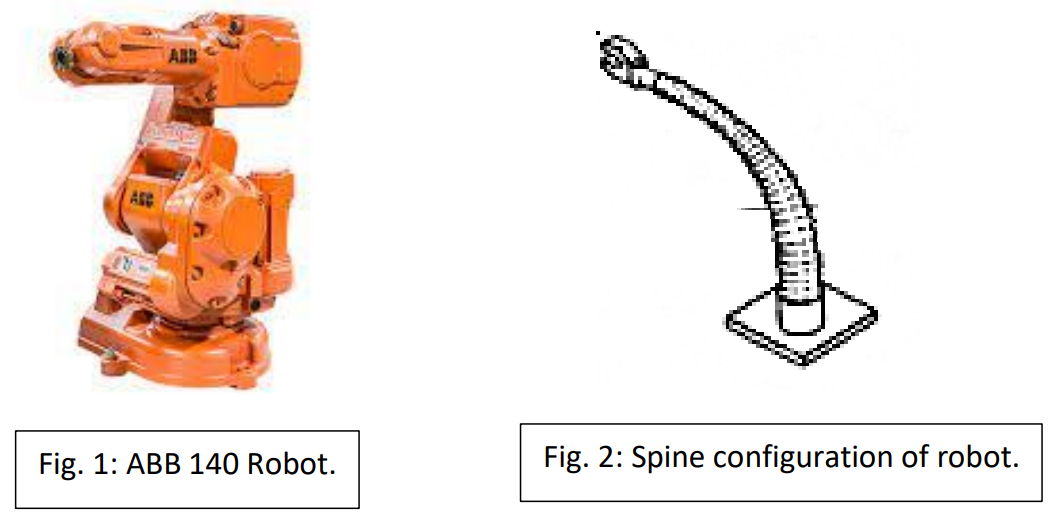 ABB
ABB
Fig. 1: ABB 140 Robot.
Fig. 2: Spine configuration of robot.